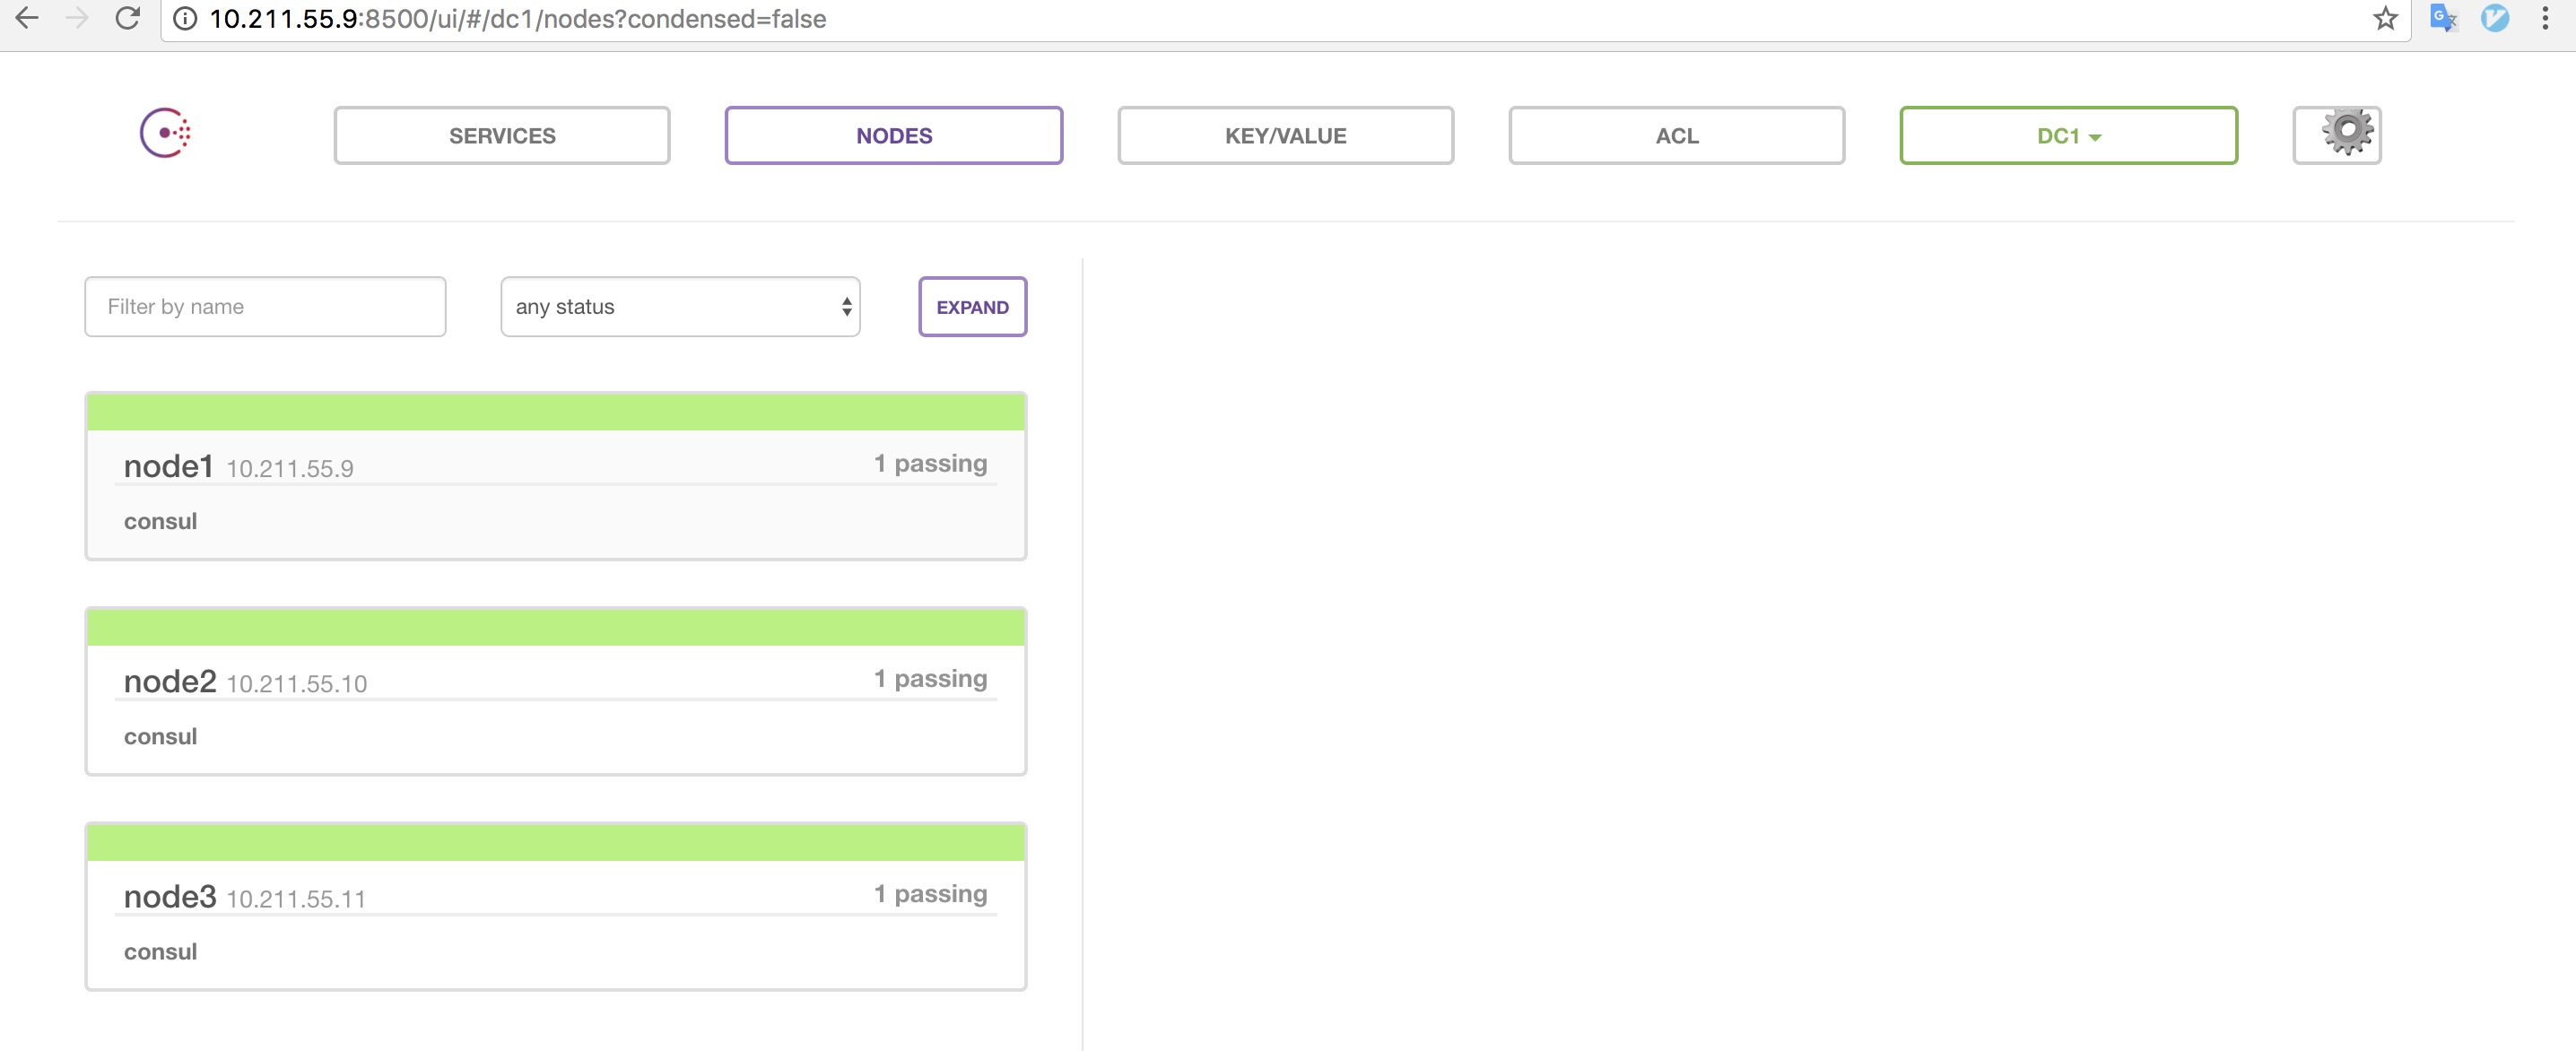 10.211.55.9:8500/ui/#/dc1/nodes?condensed=false
SERVICES NODES KEY/VALUE ACL DC1
Filter by name any status EXPAND
node1 10.211.55.9 1 passing
consul
node2 10.211.55.10 1 passing
consul
node3 10.211.55.11 1 passing
consul